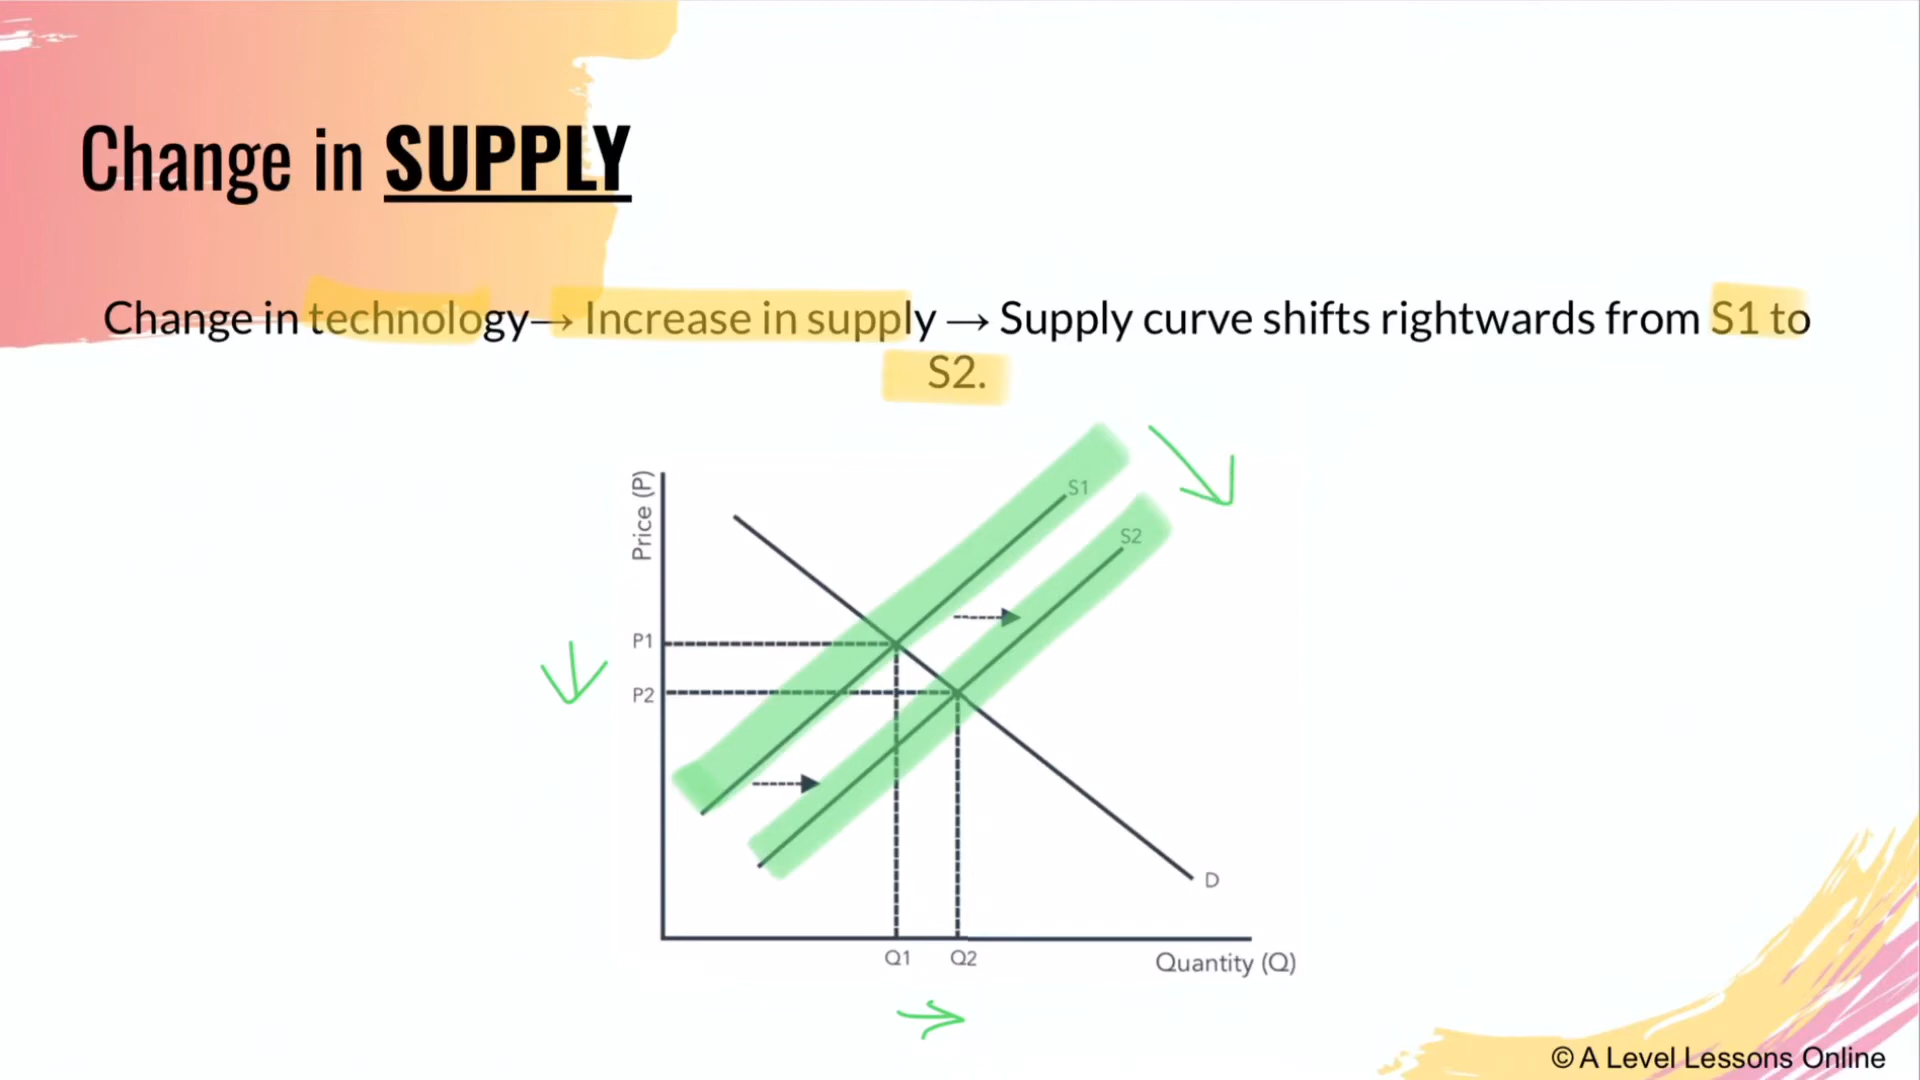 Change in SUPPLY
Change in technology→ Increase in supply → Supply curve shifts rightwards from S1 to
S2.
Price (P)
S1
S2
P1
P2
D
Q1 Q2
Quantity (Q)
© A Level Lessons Online